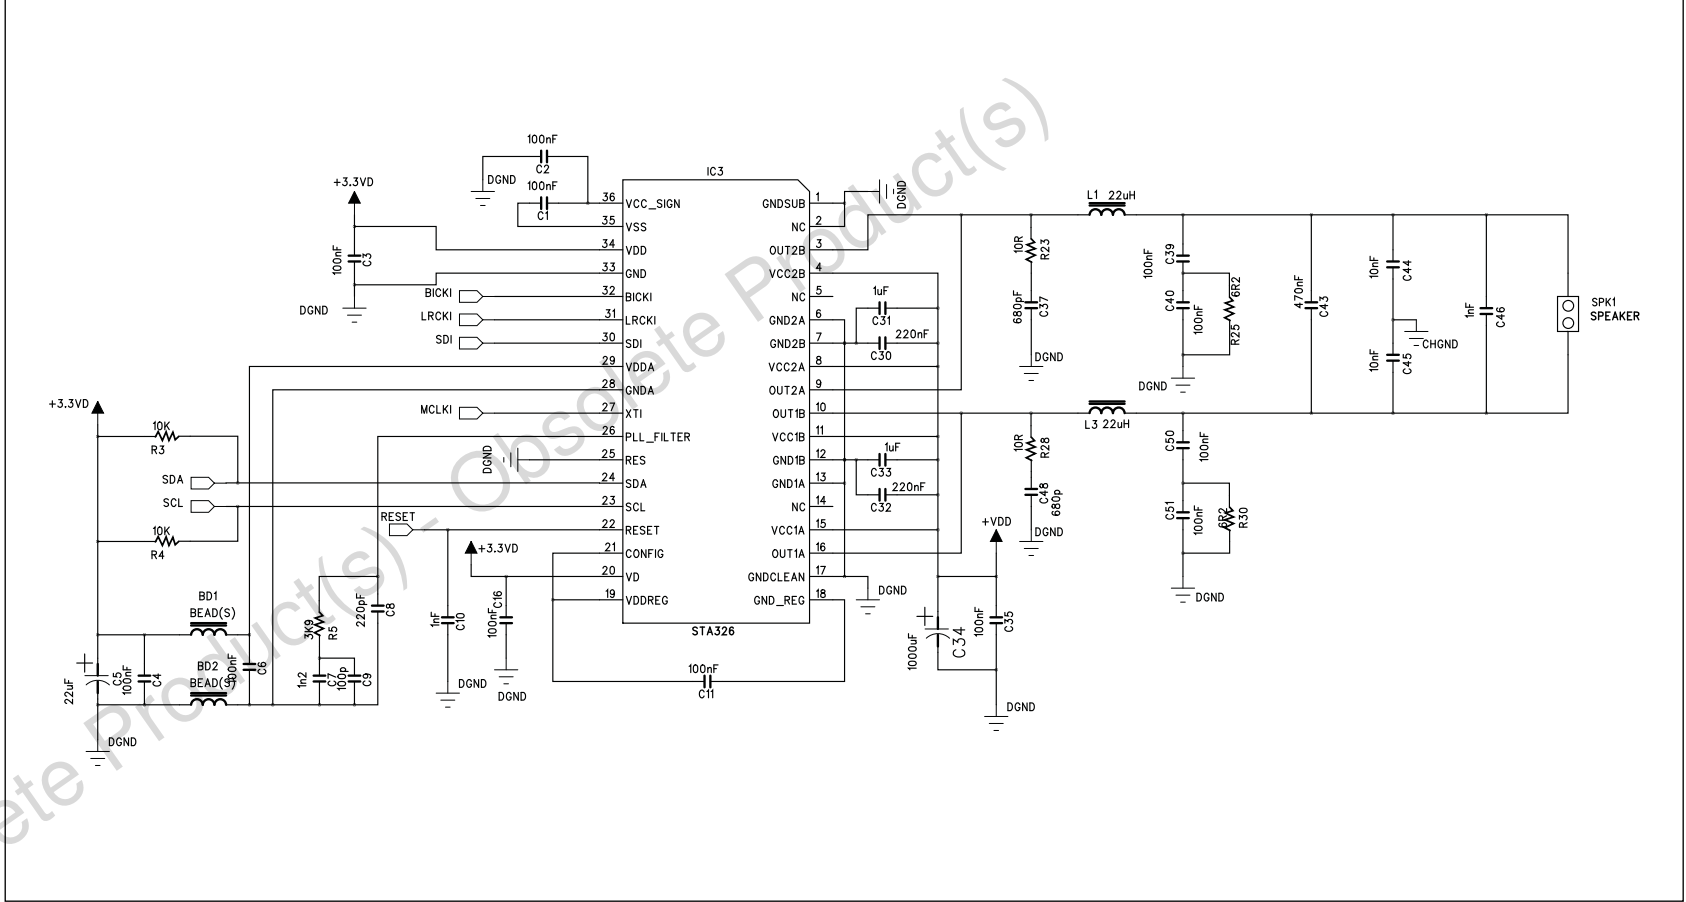 Obsolete Product(s) - Obsolete Product(s)
100nF
C2
DGND
100nF
C1
+3.3VD
100nF
C3
DGND
BICKI
LRCKI
SDI
MCLKI
+3.3VD
10K
R3
SDA
SCL
10K
R4
RESET
DGND
+3.3VD
BD1
BEAD(S)
BD2
BEAD(S)
22uF
C5
100nF
C4
100nF
C6
DGND
3K9
R5
1n2
C7
100p
C9
220pF
C8
1nF
C10
DGND
100nF
C16
DGND
IC3
36 VCC_SIGN GNDSUB 1
35 VSS NC 2
34 VDD OUT2B 3
33 GND VCC2B 4
32 BICKI NC 5
31 LRCKI GND2A 6
30 SDI GND2B 7
29 VDDA VCC2A 8
28 GNDA OUT2A 9
27 XTI OUT1B 10
26 PLL_FILTER VCC1B 11
25 RES GND1B 12
24 SDA GND1A 13
23 SCL NC 14
22 RESET VCC1A 15
21 CONFIG OUT1A 16
20 VD GNDCLEAN 17
19 VDDREG GND_REG 18
STA326
100nF
C11
DGND
1uF
C31
220nF
C30
1uF
C33
220nF
C32
DGND
+VDD
1000uF
C34
100nF
C35
DGND
10R
R23
680pF
C37
DGND
10R
R28
C48
680p
DGND
L1 22uH
L3 22uH
100nF
C39
C40
100nF
6R2
R25
DGND
C50
100nF
C51
100nF
6R2
R30
DGND
470nF
C43
10nF
C44
CHGND
10nF
C45
1nF
C46
SPK1
SPEAKER